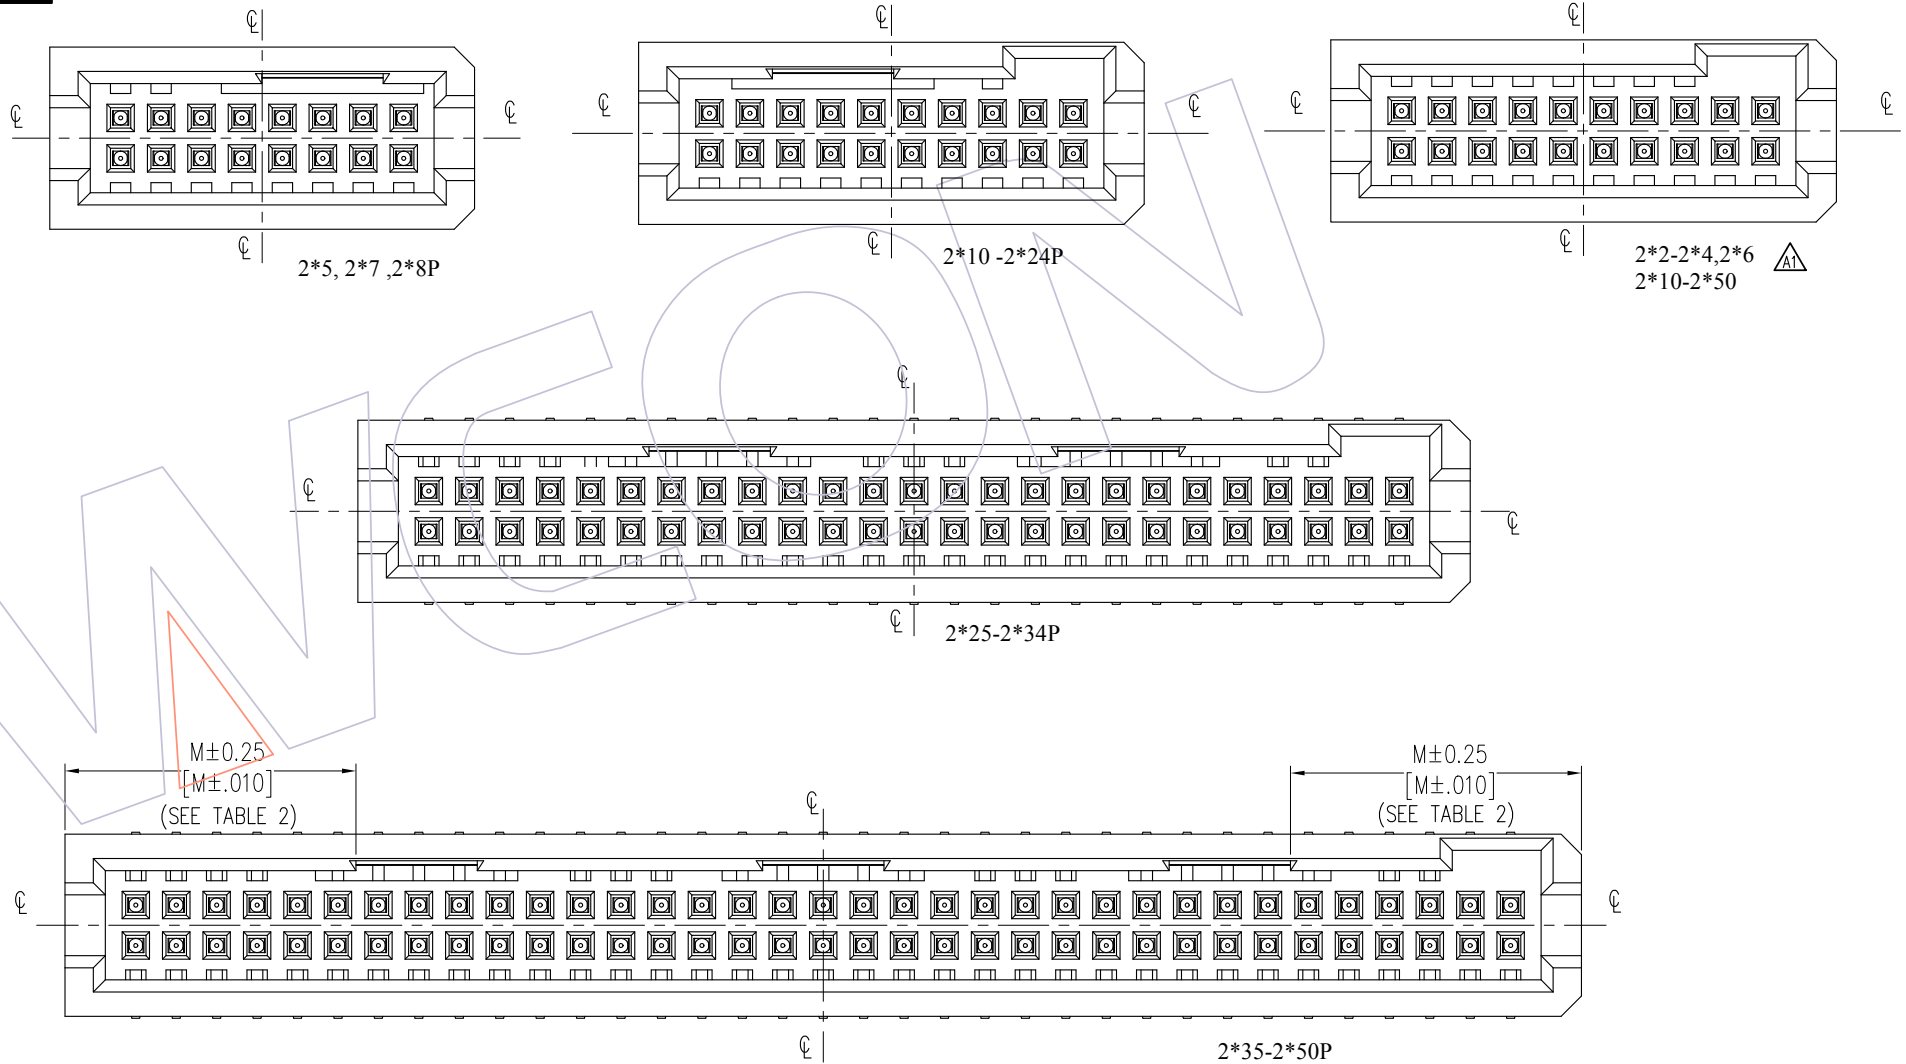 ℄ ℄ ℄
℄ ℄ ℄ ℄ ℄ ℄
℄ ℄ ℄
2*5, 2*7 ,2*8P
2*10 -2*24P
2*2-2*4,2*6 A1
2*10-2*50
WCON
℄
℄ ℄
℄
2*25-2*34P
M±0.25
[M±.010]
(SEE TABLE 2)
M±0.25
[M±.010]
(SEE TABLE 2)
℄
℄ ℄
℄
2*35-2*50P